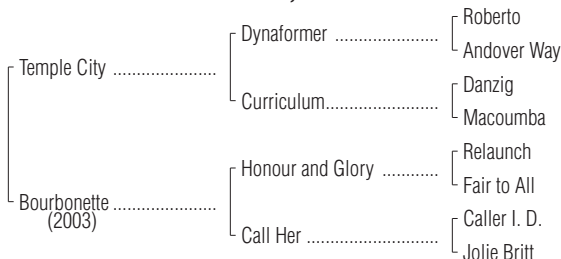 Roberto
Dynaformer ....................
Andover Way
Temple City ....................
Danzig
Curriculum......................
Macoumba
Relaunch
Honour and Glory ............
Fair to All
Bourbonette ....................
(2003)
Caller I. D.
Call Her .........................
Jolie Britt